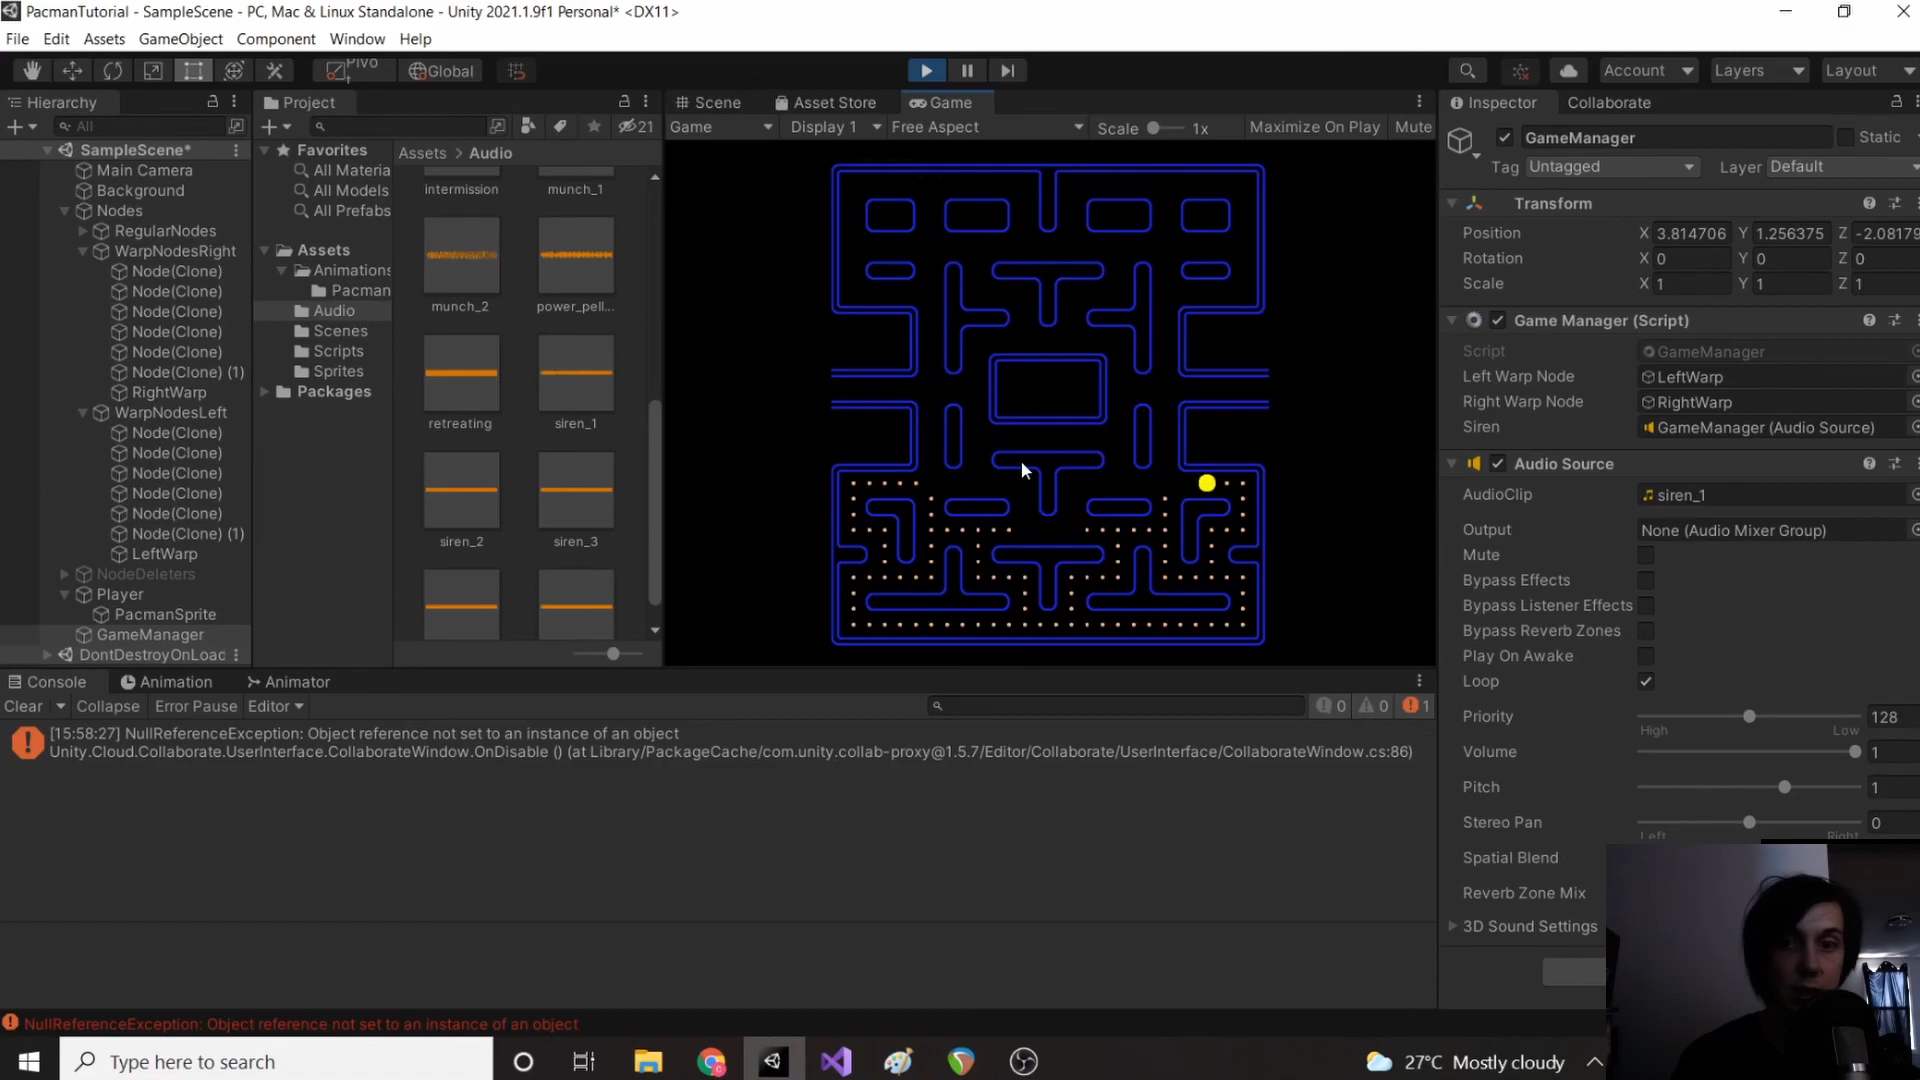 PacmanTutorial - SampleScene - PC, Mac & Linux Standalone - Unity 2021.1.9f1 Personal* <DX11>
File Edit Assets GameObject Component Window Help
Pivot Global Account Layers Layout
Hierarchy Project Scene Asset Store Game Inspector Collaborate
All 21 Game Display 1 Free Aspect Scale 1x Maximize On Play Mute
SampleScene*
Main Camera
Background
Nodes
RegularNodes
WarpNodesRight
Node(Clone)
Node(Clone)
Node(Clone)
Node(Clone)
Node(Clone)
Node(Clone) (1)
RightWarp
WarpNodesLeft
Node(Clone)
Node(Clone)
Node(Clone)
Node(Clone)
Node(Clone)
Node(Clone) (1)
LeftWarp
NodeDeleters
Player
PacmanSprite
GameManager
DontDestroyOnLoad
Favorites
All Materia
All Models
All Prefabs
Assets
Animations
Pacman
Audio
Scenes
Scripts
Sprites
Packages
Assets > Audio
intermission munch_1
munch_2 power_pell...
retreating siren_1
siren_2 siren_3
GameManager Static
Tag Untagged Layer Default
Transform
Position X 3.814706 Y 1.256375 Z -2.08179
Rotation X 0 Y 0 Z 0
Scale X 1 Y 1 Z 1
Game Manager (Script)
Script GameManager
Left Warp Node LeftWarp
Right Warp Node RightWarp
Siren GameManager (Audio Source)
Audio Source
AudioClip siren_1
Output None (Audio Mixer Group)
Mute
Bypass Effects
Bypass Listener Effects
Bypass Reverb Zones
Play On Awake
Loop
Priority 128
High Low
Volume 1
Pitch 1
Stereo Pan 0
Left Right
Spatial Blend
Reverb Zone Mix
3D Sound Settings
Console Animation Animator
Clear Collapse Error Pause Editor 0 0 1
[15:58:27] NullReferenceException: Object reference not set to an instance of an object
Unity.Cloud.Collaborate.UserInterface.CollaborateWindow.OnDisable () (at Library/PackageCache/com.unity.collab-proxy@1.5.7/Editor/Collaborate/UserInterface/CollaborateWindow.cs:86)
NullReferenceException: Object reference not set to an instance of an object
Type here to search 27°C Mostly cloudy